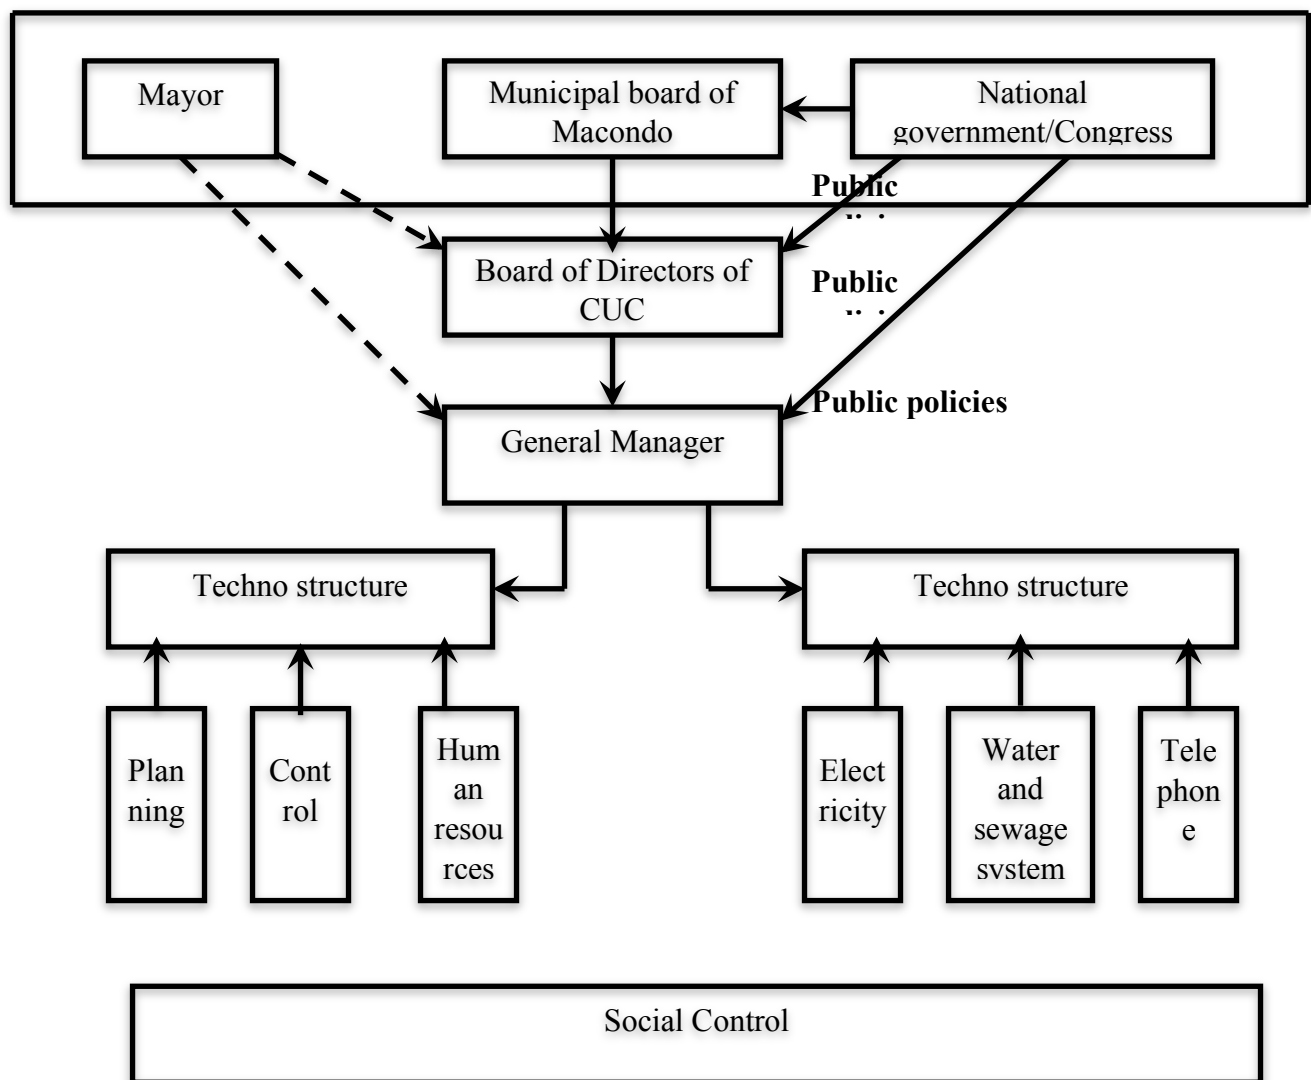 Mayor
Municipal board of
Macondo
National
government/Congress
Public
Board of Directors of
CUC
Public
Public policies
General Manager
Techno structure
Techno structure
Plan
ning
Cont
rol
Hum
an
resou
rces
Elect
ricity
Water
and
sewage
system
Tele
phon
e
Social Control